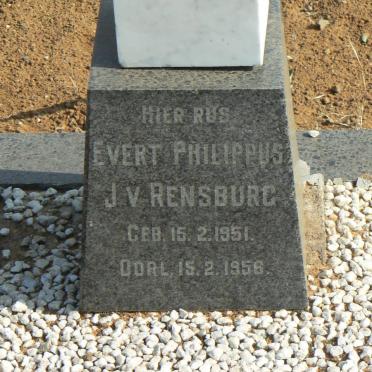 HIER RUS
EVERT PHILIPPUS
J.V. RENSBURG
GEB. 15.2.1951.
OORL. 15.2.1956.